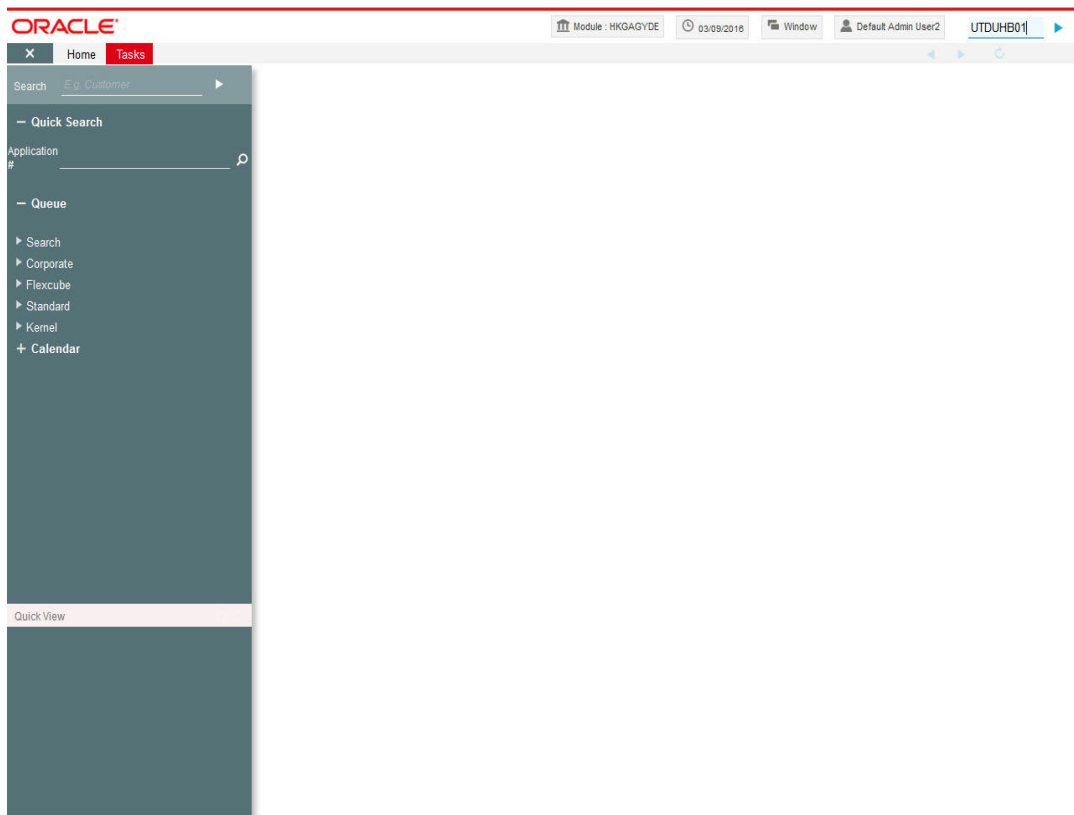 ORACLE
Module : HKGAGYDE
03/09/2016
Window
Default Admin User2
UTDUHB01
Home
Tasks
Search
E.g. Customer
Quick Search
Application
#
Queue
Search
Corporate
Flexcube
Standard
Kernel
Calendar
Quick View